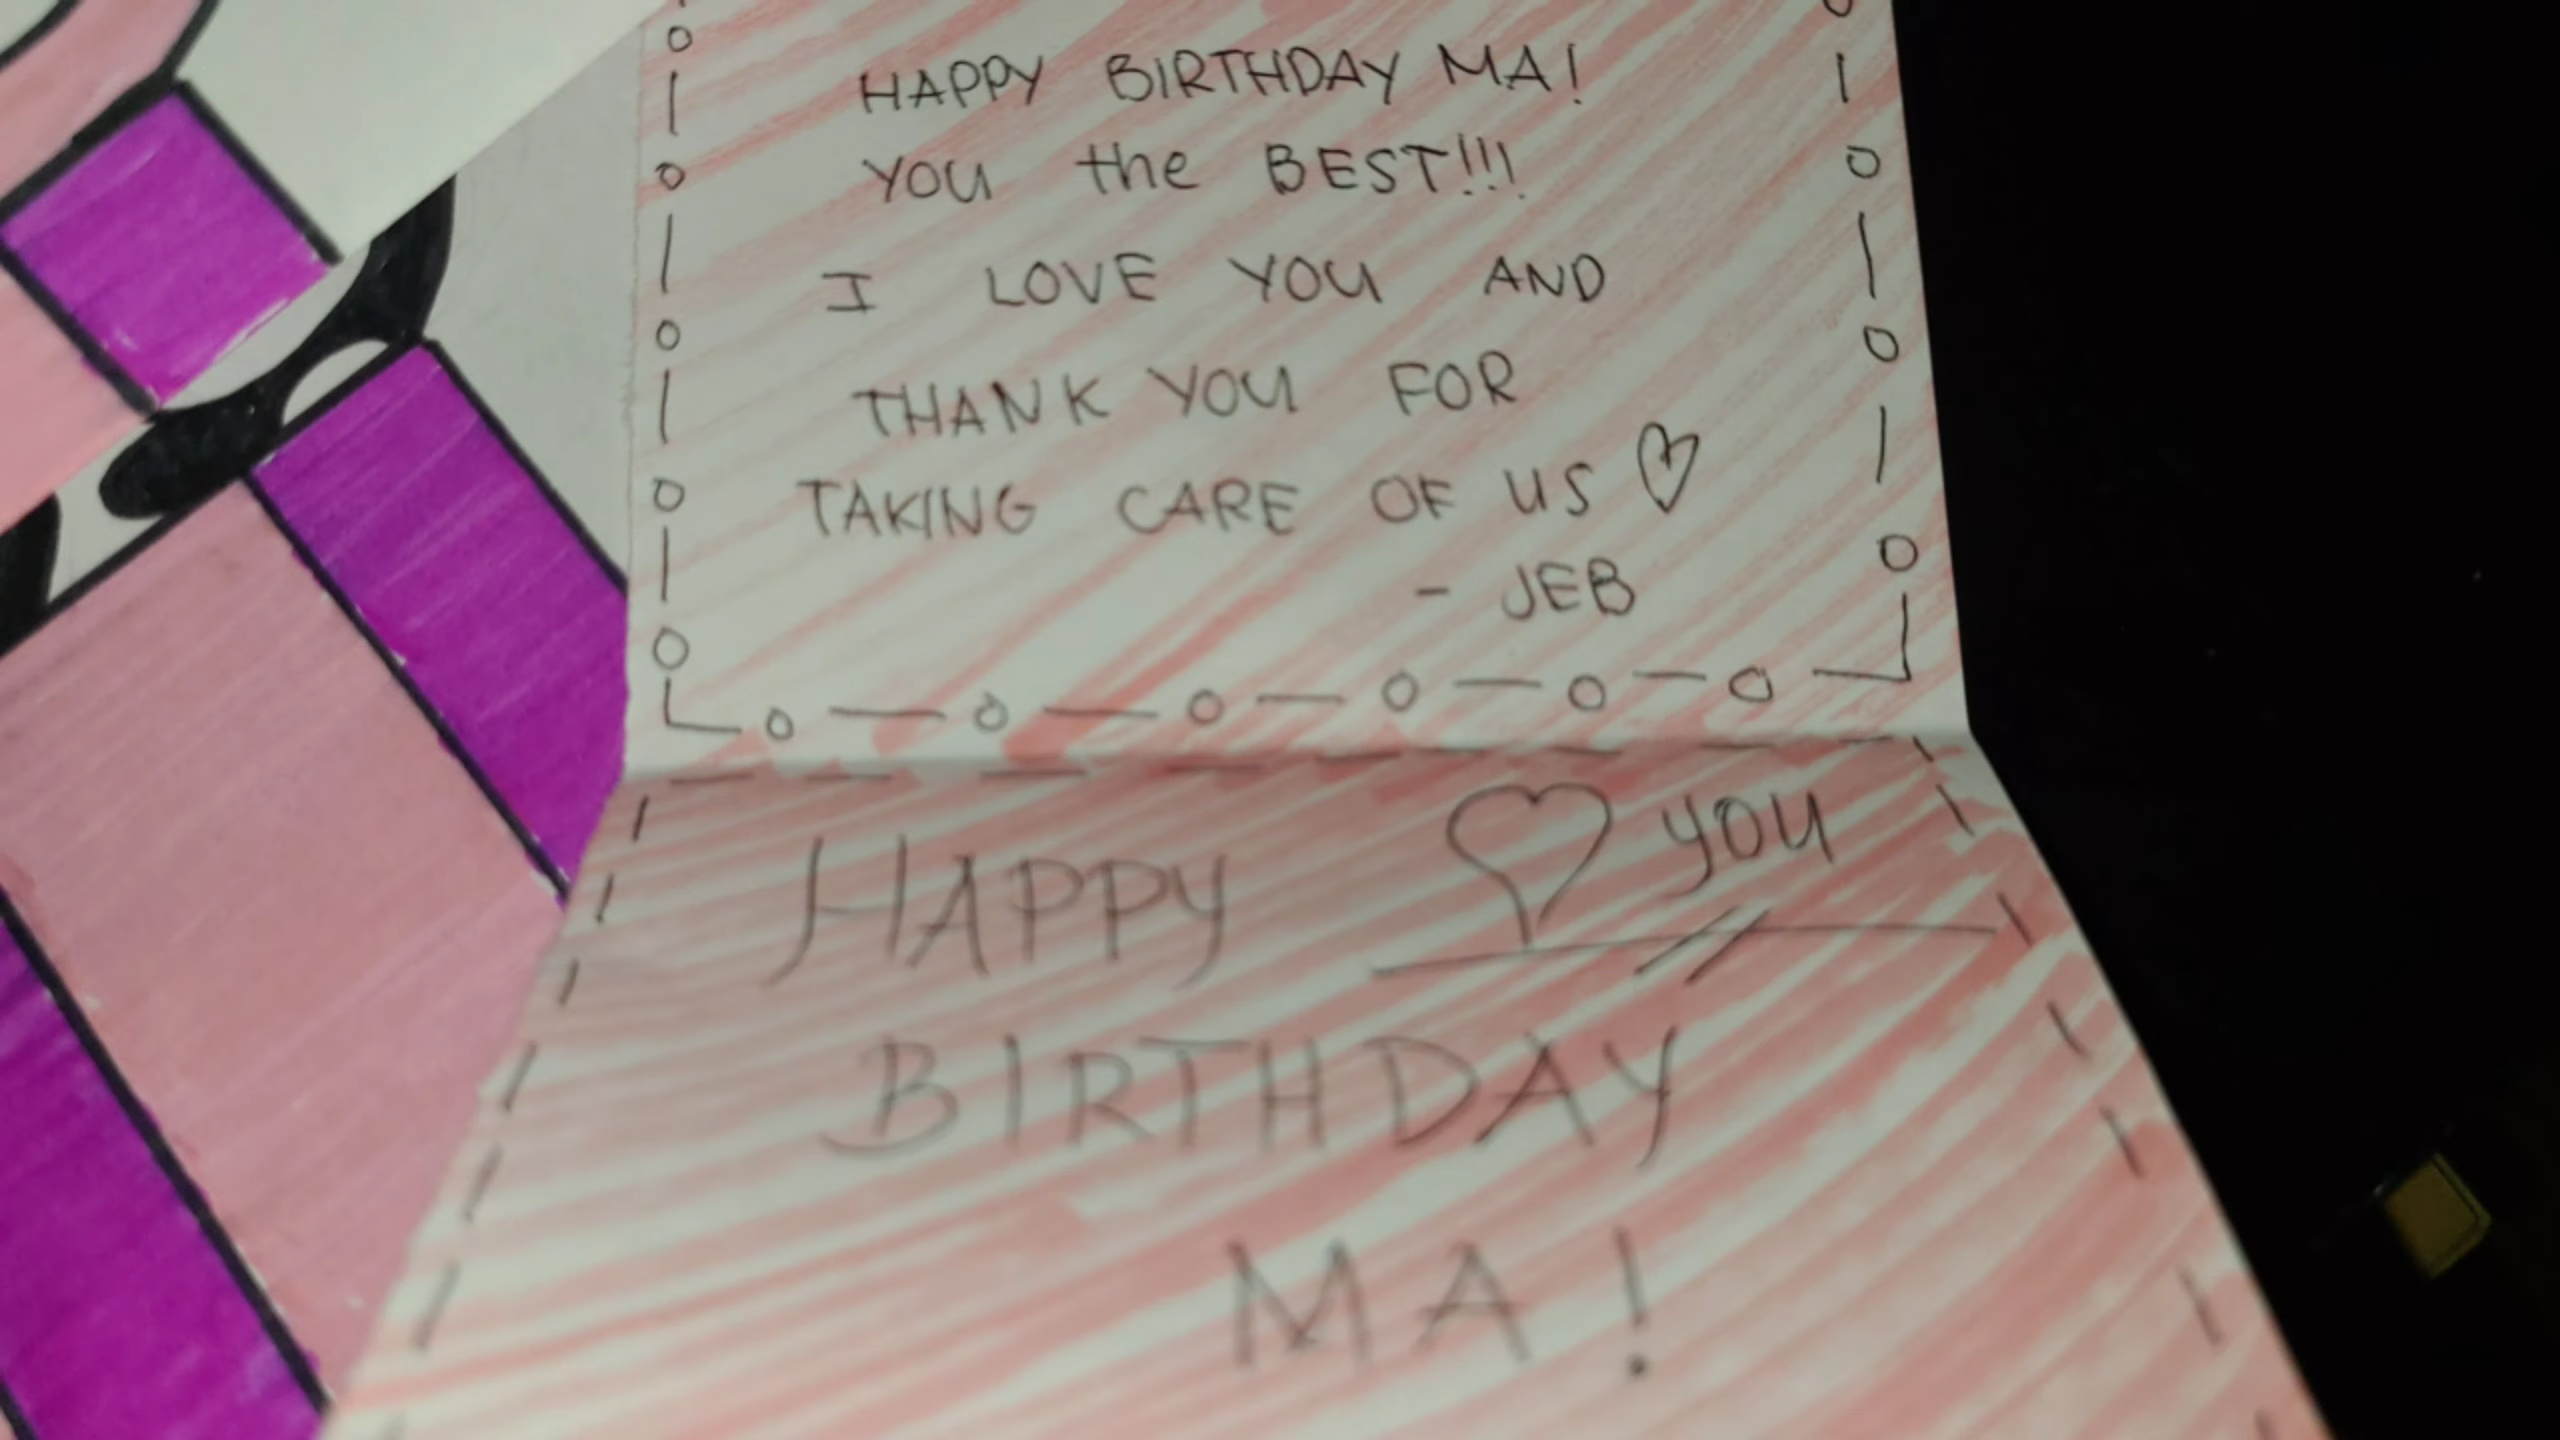 HAPPY BIRTHDAY MA!
YOU the BEST!!!
I LOVE YOU AND
THANK YOU FOR
TAKING CARE OF US ♡
- JEB
♡ you
HAPPY
BIRTHDAY
MA!